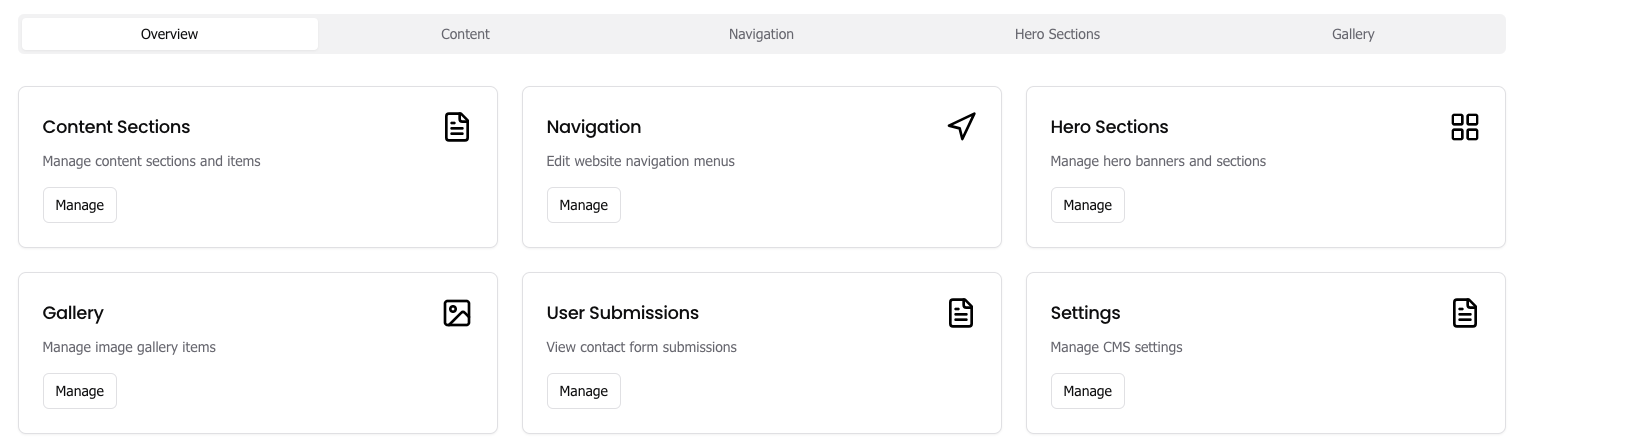 Overview
Content
Navigation
Hero Sections
Gallery
Content Sections
Manage content sections and items
Manage
Navigation
Edit website navigation menus
Manage
Hero Sections
Manage hero banners and sections
Manage
Gallery
Manage image gallery items
Manage
User Submissions
View contact form submissions
Manage
Settings
Manage CMS settings
Manage